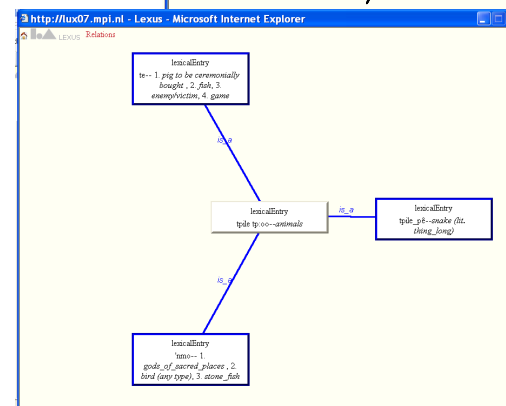 http://lux07.mpi.nl - Lexus - Microsoft Internet Explorer
LEXUS Relations
lexicalEntry
te-- 1. pig to be ceremonially
bought , 2. fish, 3.
enemy/victim, 4. game
is_a
lexicalEntry
tpile tp:oo--animals
is_a
lexicalEntry
tpile_pê--snake (lit.
thing_long)
is_a
lexicalEntry
'nmo-- 1.
gods_of_sacred_places , 2.
bird (any type), 3. stone_fish